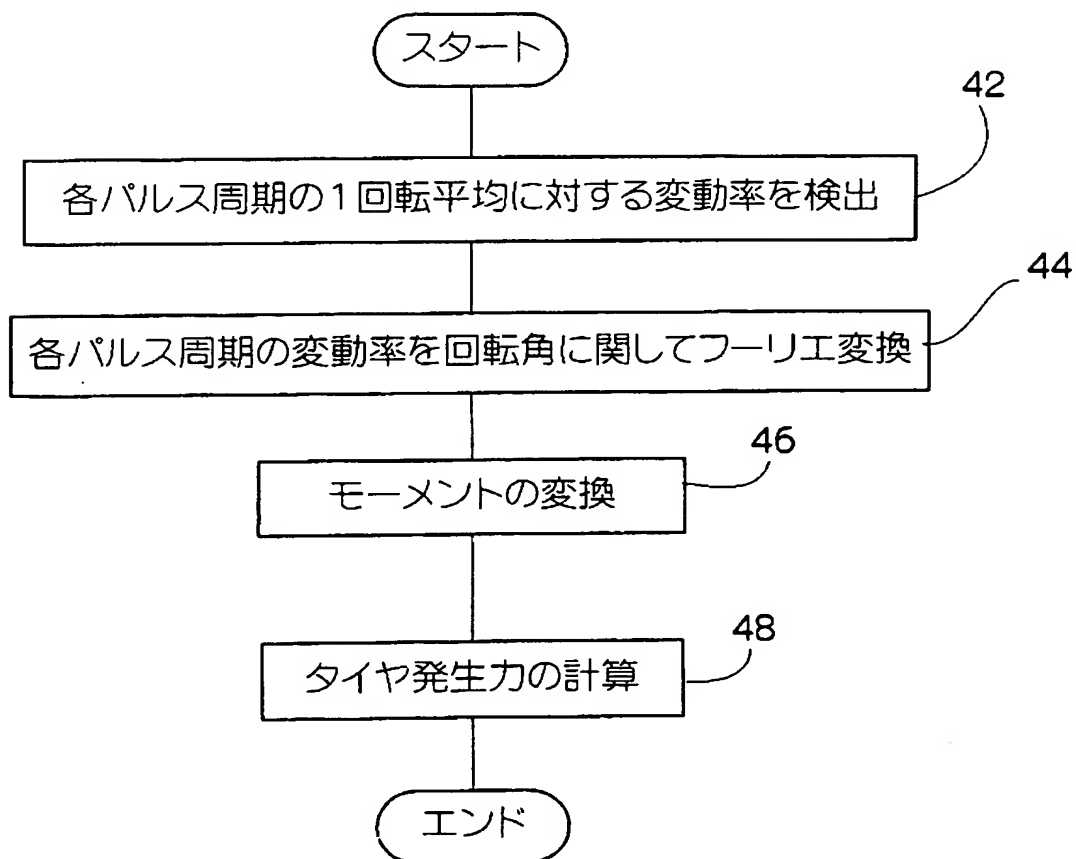 スタート
42
各パルス周期の1回転平均に対する変動率を検出
44
各パルス周期の変動率を回転角に関してフーリエ変換
46
モーメントの変換
48
タイヤ発生力の計算
エンド